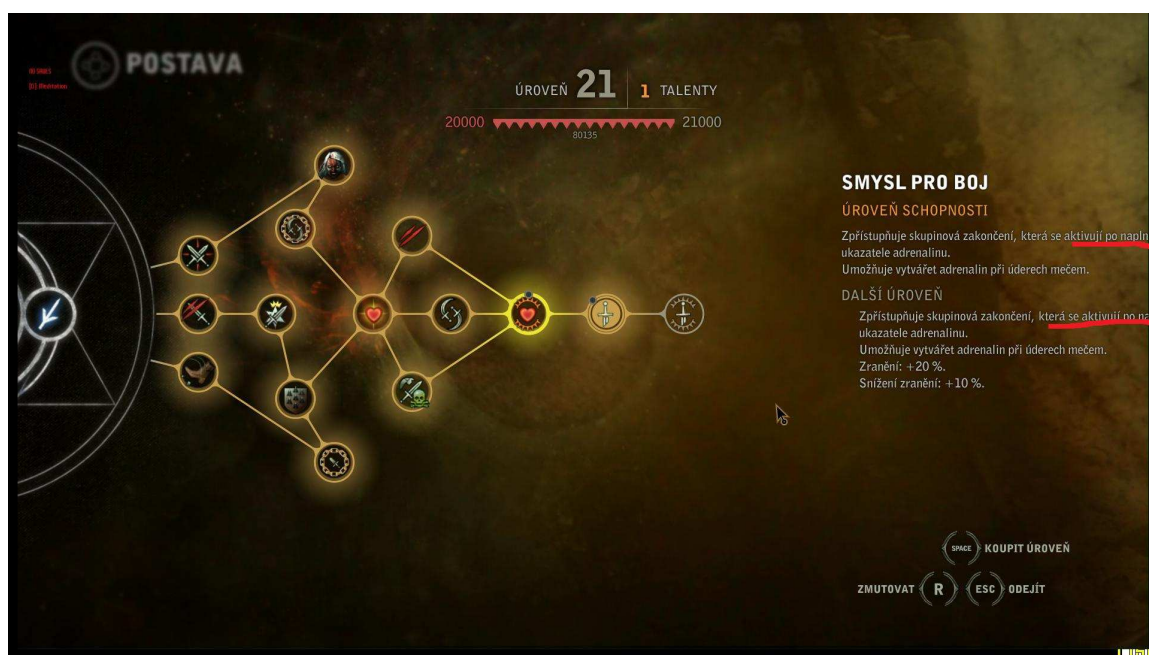 POSTAVA
ÚROVEŇ 21 1 TALENTY
20000 21000
80135
SMYSL PRO BOJ
ÚROVEŇ SCHOPNOSTI
Zpřístupňuje skupinová zakončení, která se aktivují po napln
ukazatele adrenalinu.
Umožňuje vytvářet adrenalin při úderech mečem.
DALŠÍ ÚROVEŇ
Zpřístupňuje skupinová zakončení, která se aktivují po na
ukazatele adrenalinu.
Umožňuje vytvářet adrenalin při úderech mečem.
Zranění: +20 %.
Snížení zranění: +10 %.
SPACE KOUPIT ÚROVEŇ
ZMUTOVAT R ESC ODEJÍT